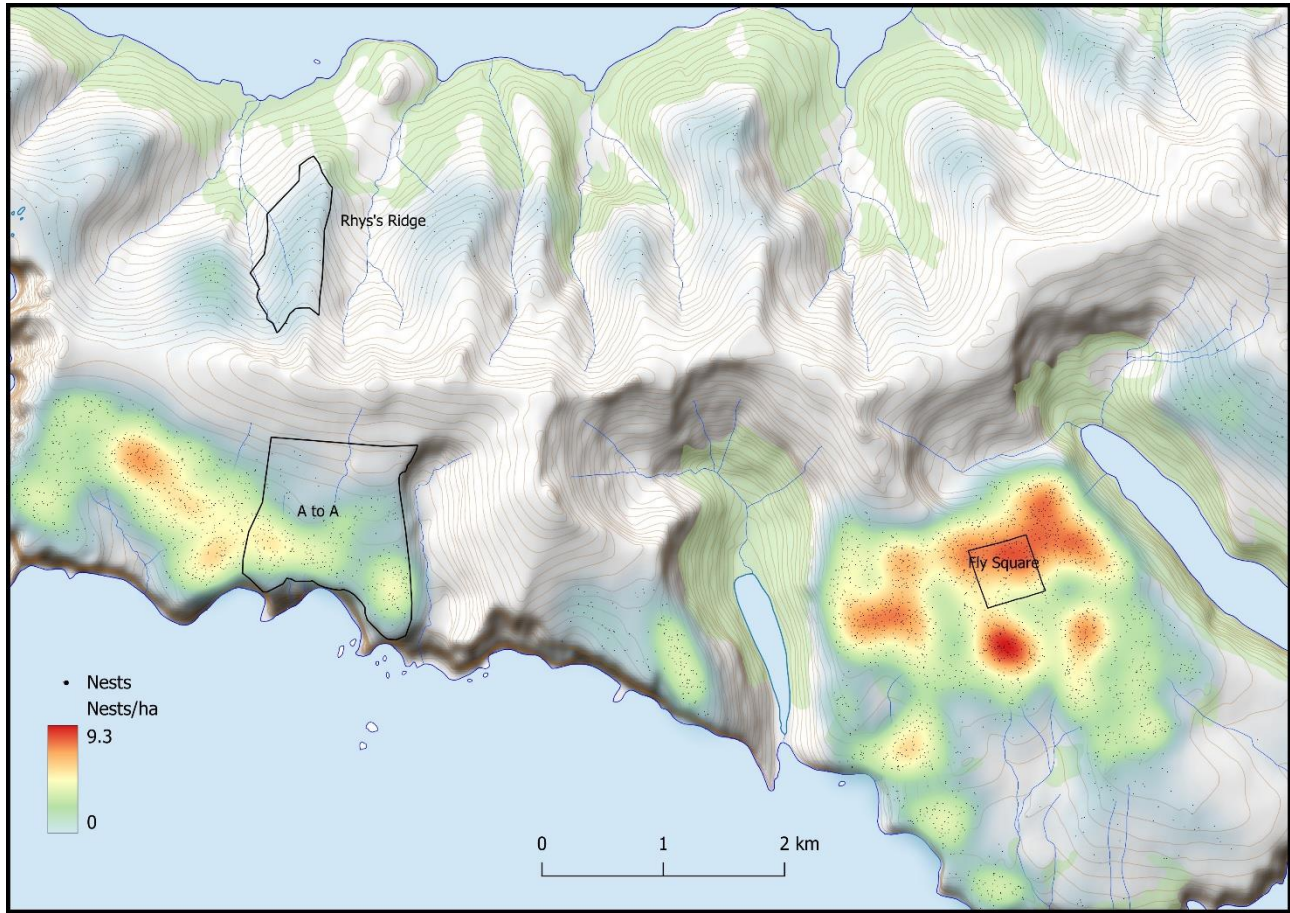 Rhys's Ridge
A to A
Fly Square
Nests
Nests/ha
9.3
0
0 1 2 km